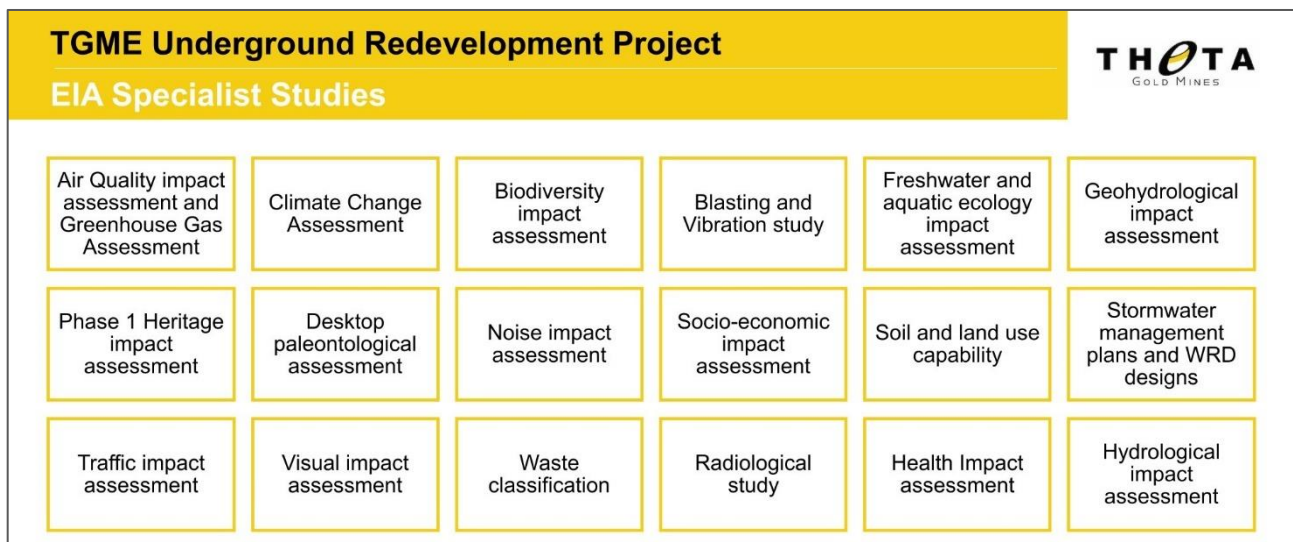 TGME Underground Redevelopment Project
EIA Specialist Studies
THETA
GOLD MINES
Air Quality impact
assessment and
Greenhouse Gas
Assessment
Climate Change
Assessment
Biodiversity
impact
assessment
Blasting and
Vibration study
Freshwater and
aquatic ecology
impact
assessment
Geohydrological
impact
assessment
Phase 1 Heritage
impact
assessment
Desktop
paleontological
assessment
Noise impact
assessment
Socio-economic
impact
assessment
Soil and land use
capability
Stormwater
management
plans and WRD
designs
Traffic impact
assessment
Visual impact
assessment
Waste
classification
Radiological
study
Health Impact
assessment
Hydrological
impact
assessment